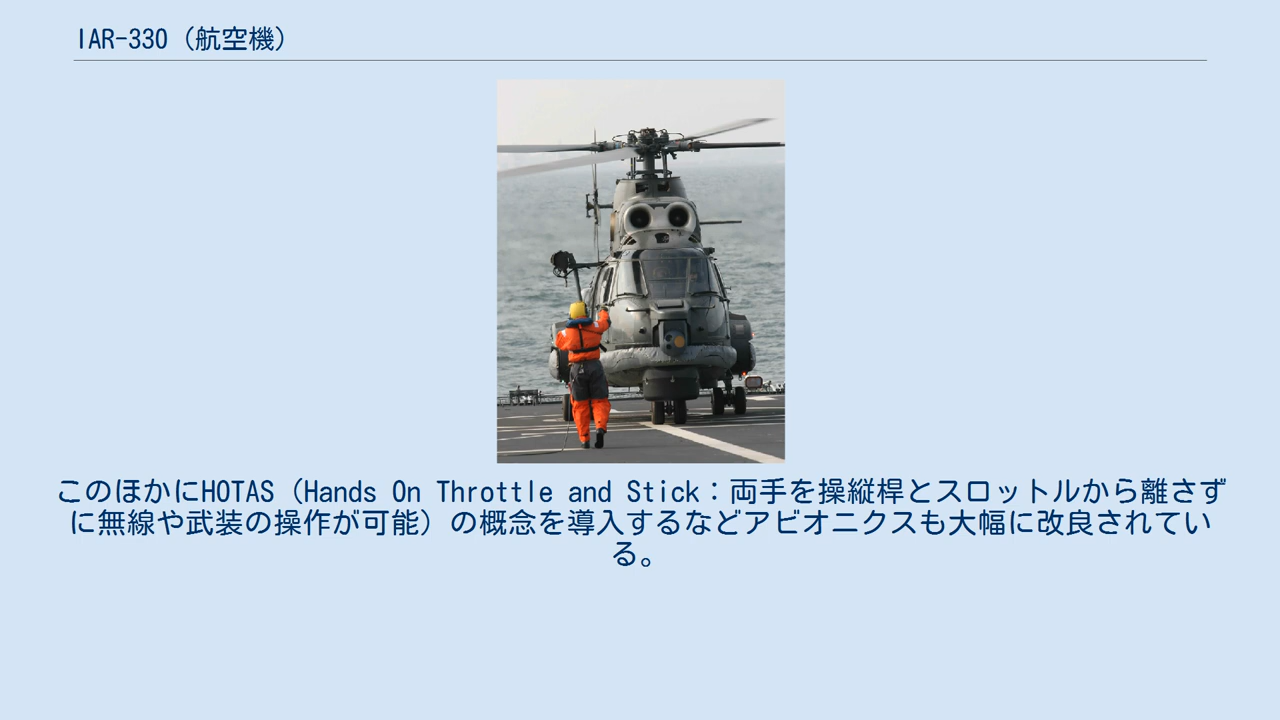 IAR-330（航空機）
このほかにHOTAS（Hands On Throttle and Stick：両手を操縦桿とスロットルから離さず
に無線や武装の操作が可能）の概念を導入するなどアビオニクスも大幅に改良されてい
る。